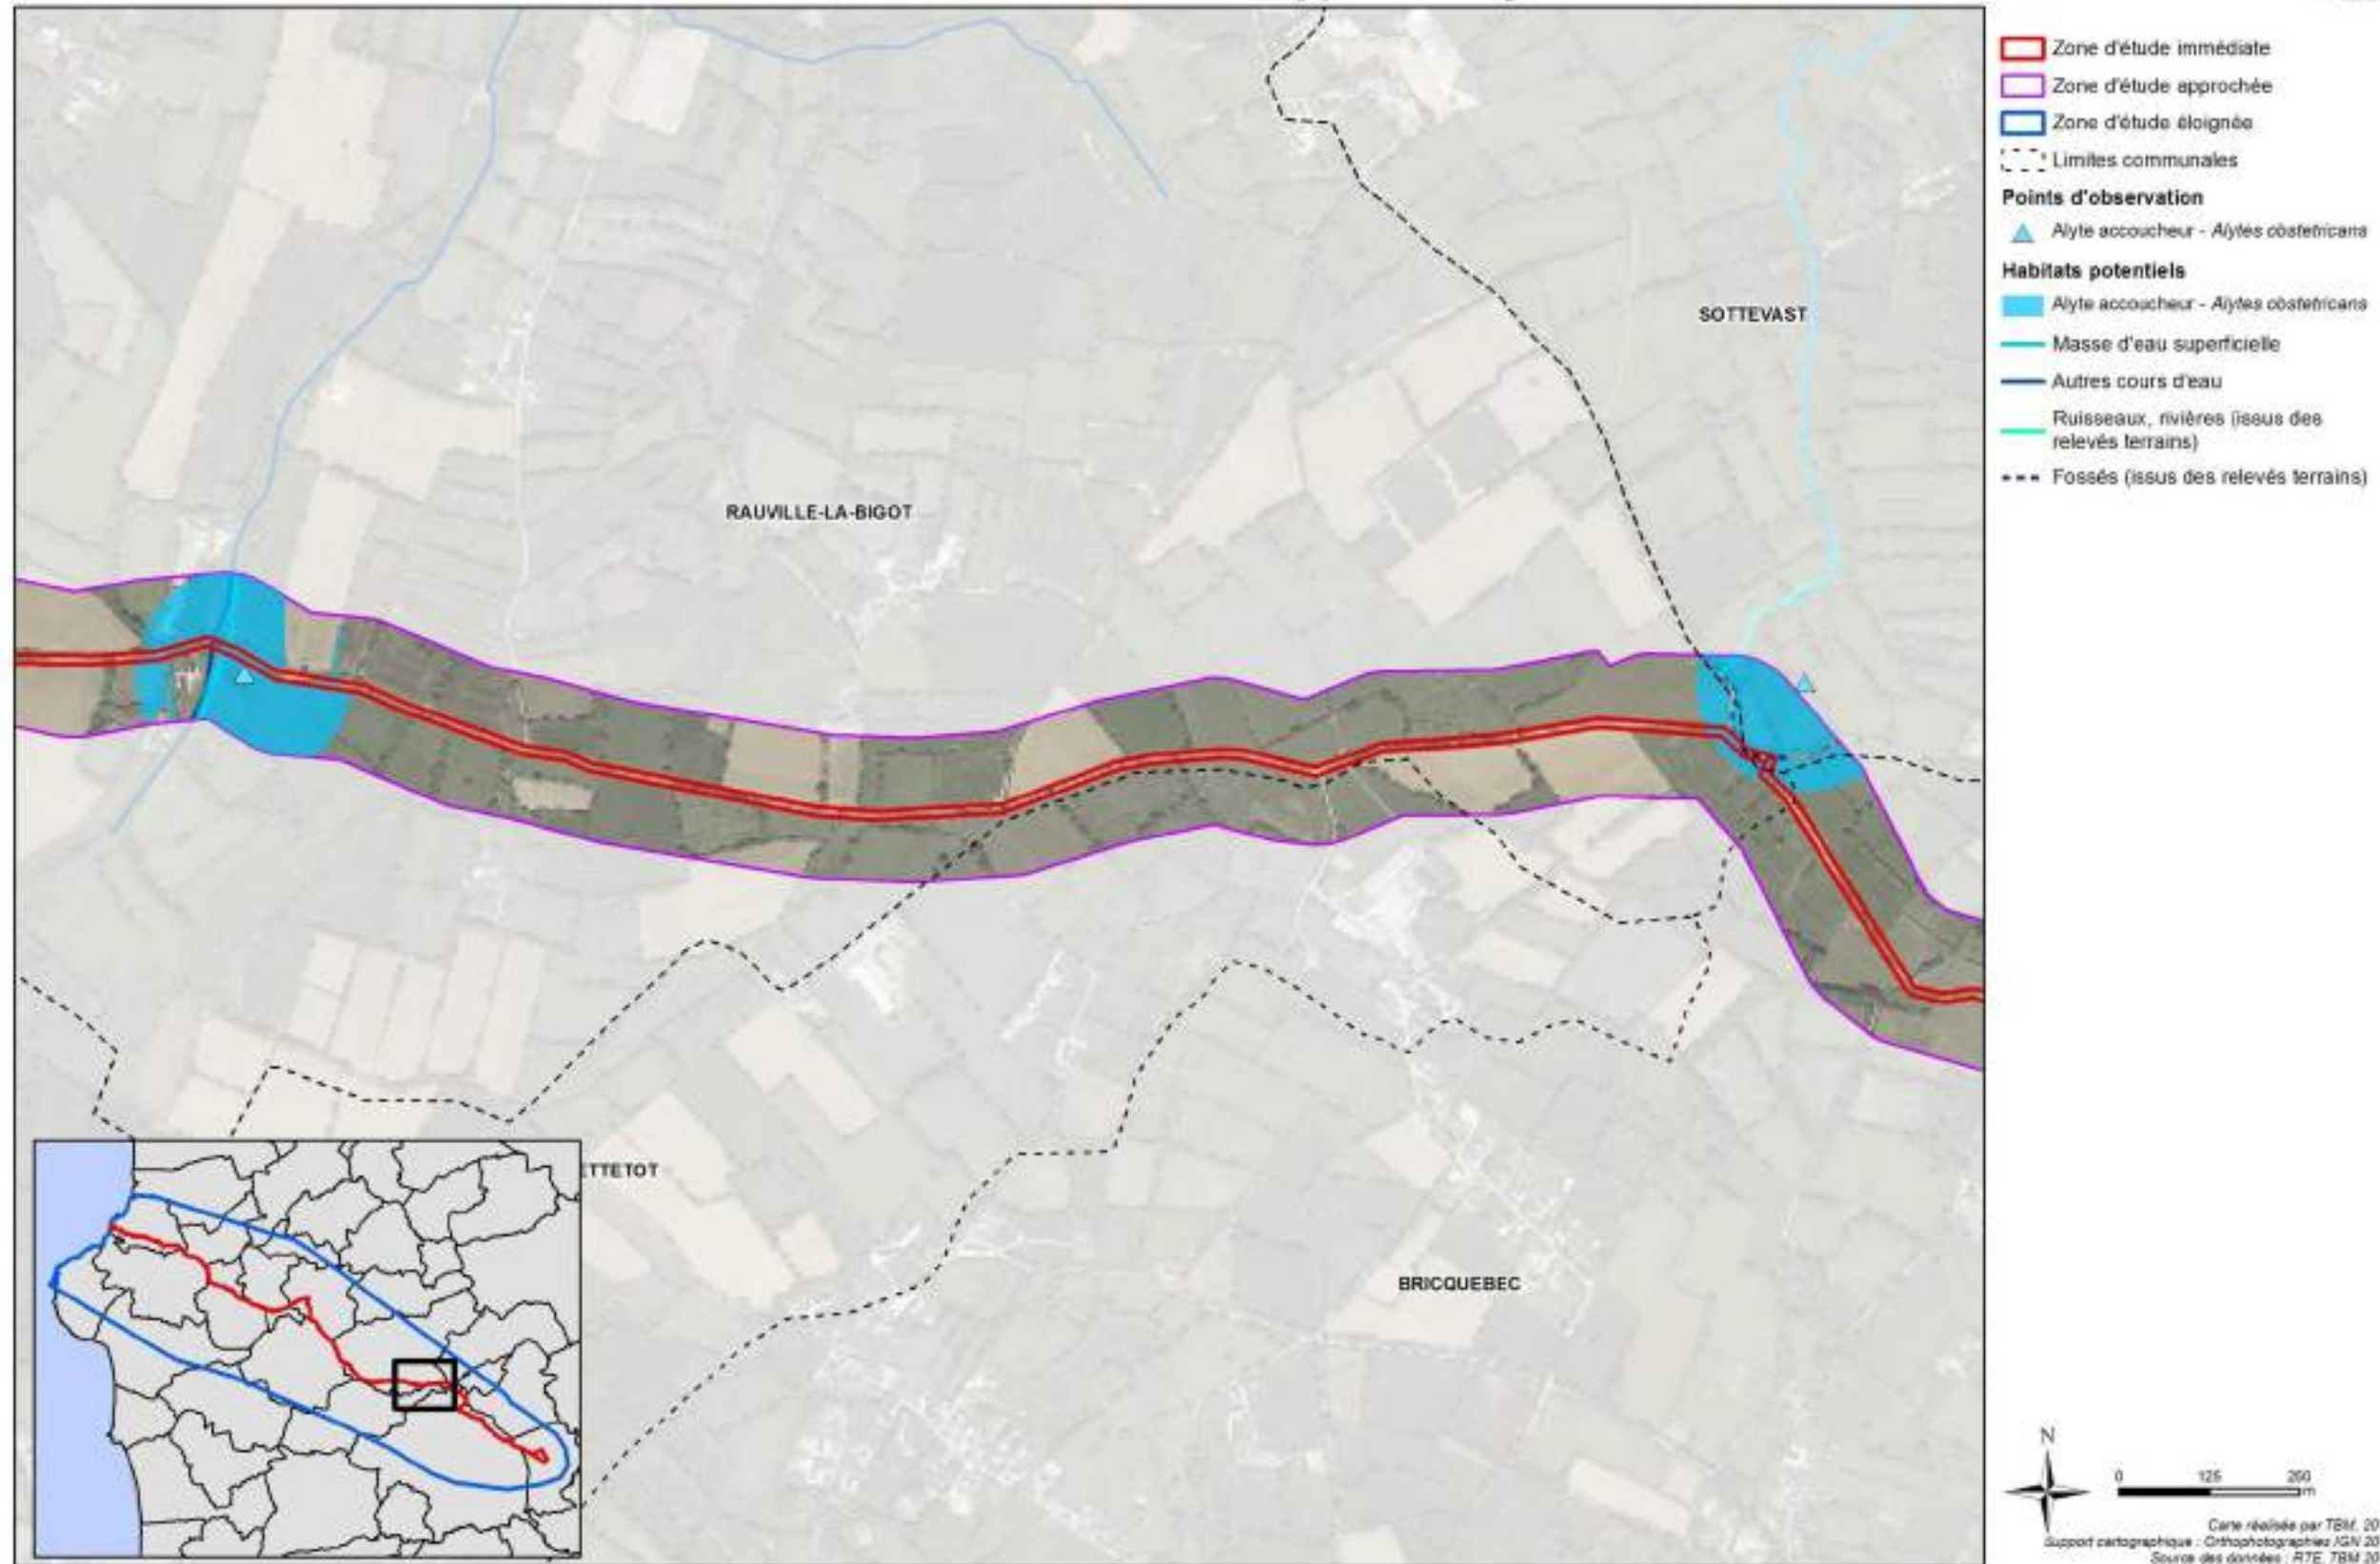 Zone d'étude immédiate
Zone d'étude approchée
Zone d'étude éloignée
Limites communales
Points d'observation
Alyte accoucheur - Alytes obstetricans
Habitats potentiels
Alyte accoucheur - Alytes obstetricans
Masse d'eau superficielle
Autres cours d'eau
Ruisseaux, rivières (issus des
relevés terrains)
Fossés (issus des relevés terrains)
SOTTEVAST
RAUVILLE-LA-BIGOT
ETTETOT
BRICQUEBEC
N
0 125 250
m
Carte réalisée par TBM, 20
Support cartographique : Orthophotographies IGN 20
Source des données : RTE, TBM 20